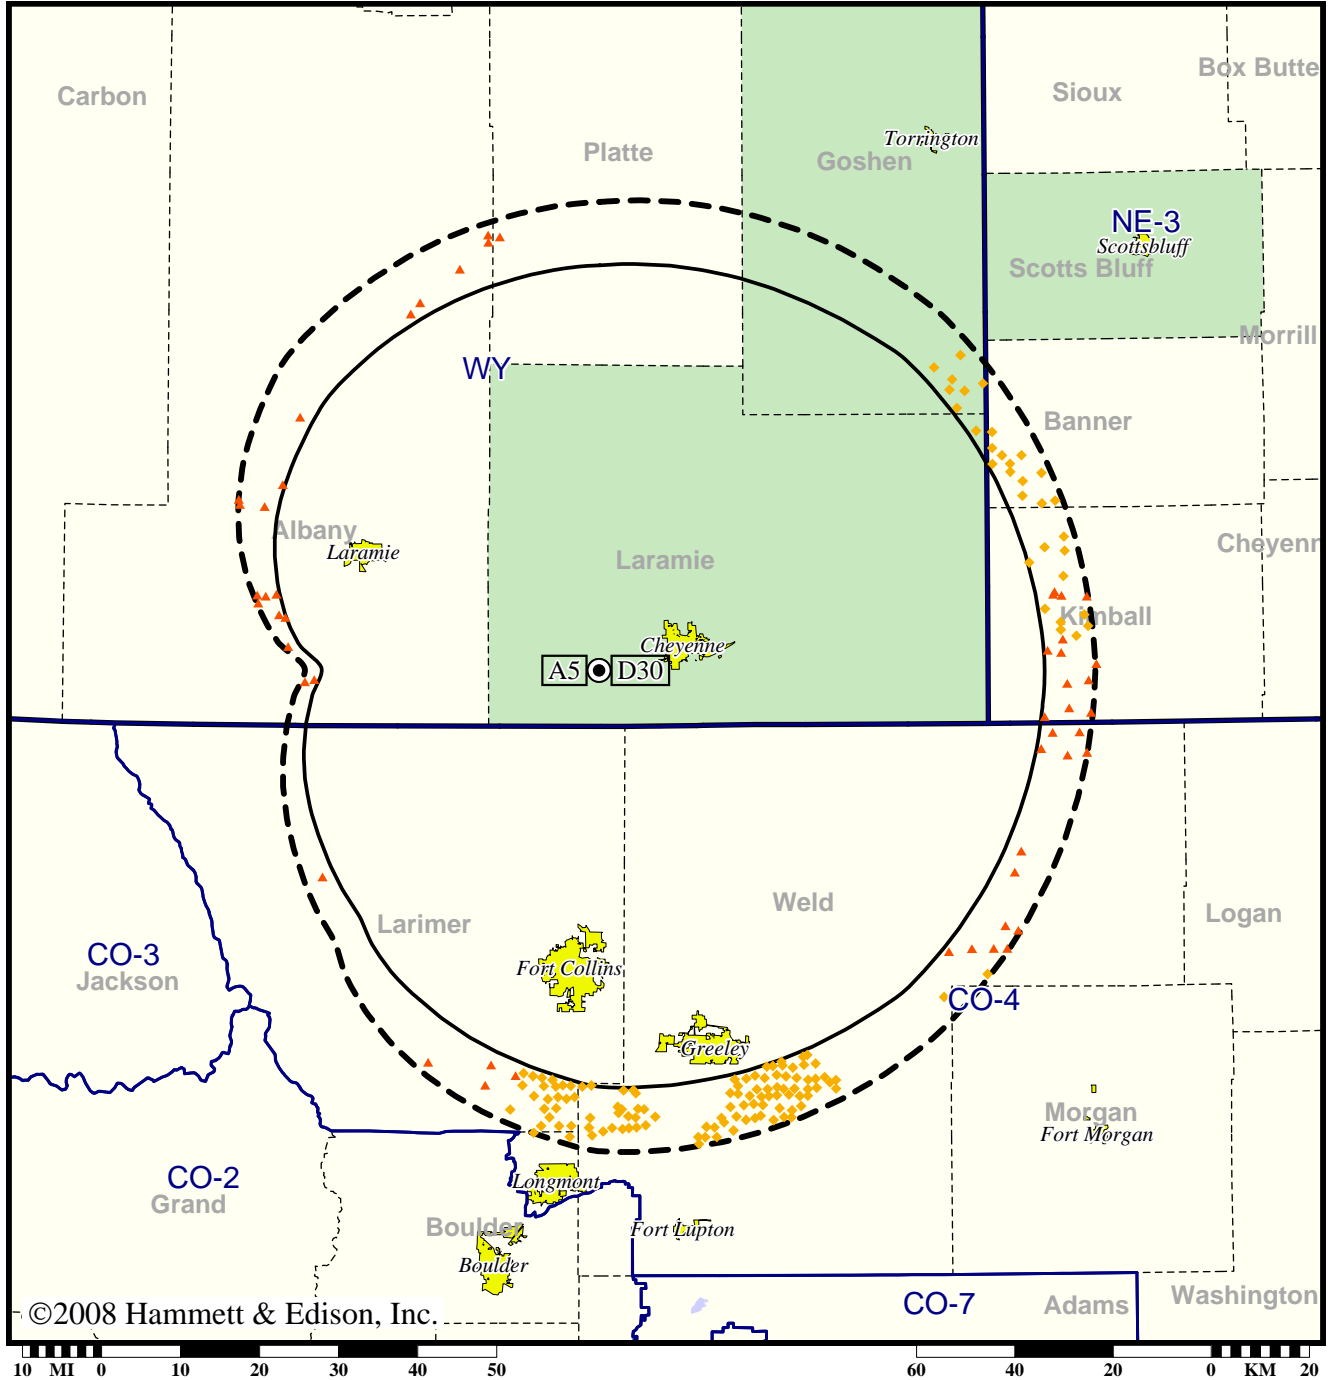 Box Butte
Carbon
Sioux
Torrington
Platte
Goshen
NE-3
Scottsbluff
Scotts Bluff
Morrill
WY
Banner
Albany
Laramie
Laramie
Cheyenn
Kimball
Cheyenne
A5
D30
Weld
Larimer
Logan
CO-3
Jackson
Fort Collins
CO-4
Greeley
Morgan
Fort Morgan
CO-2
Grand
Longmont
Boulder
Fort Lupton
Boulder
CO-7
Adams
Washington
©2008 Hammett & Edison, Inc.
10 MI 0 10 20 30 40 50 60 40 20 0 KM 20